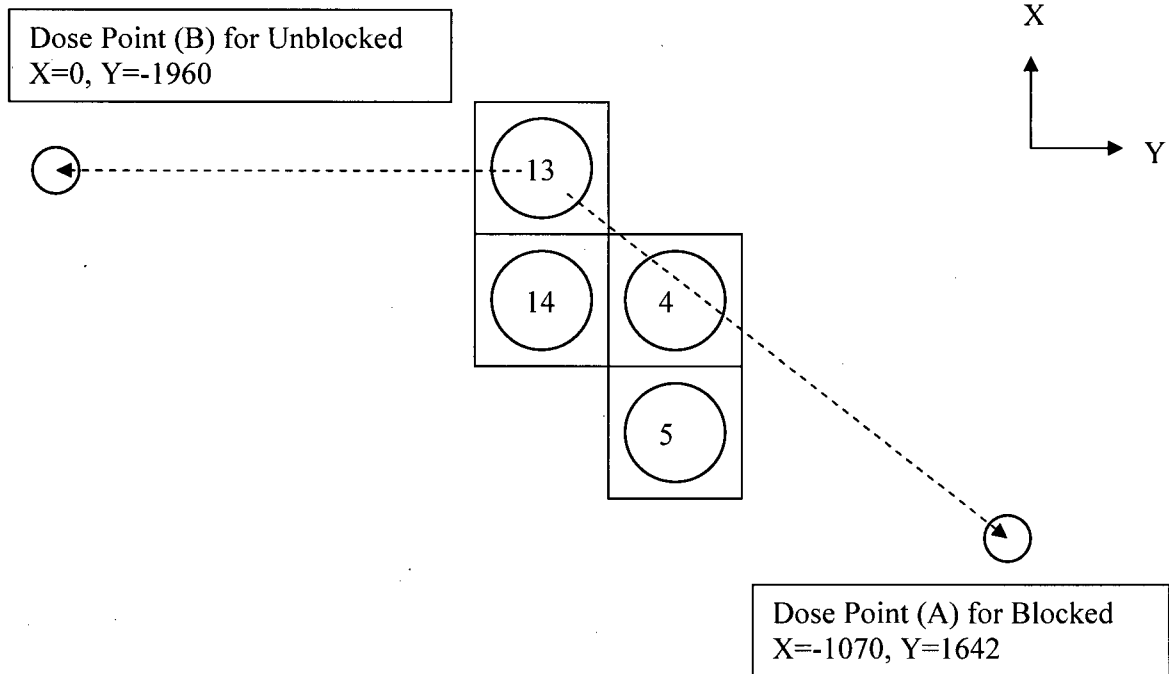 Dose Point (B) for Unblocked
X=0, Y=-1960
X
Y
13
14
4
5
Dose Point (A) for Blocked
X=-1070, Y=1642